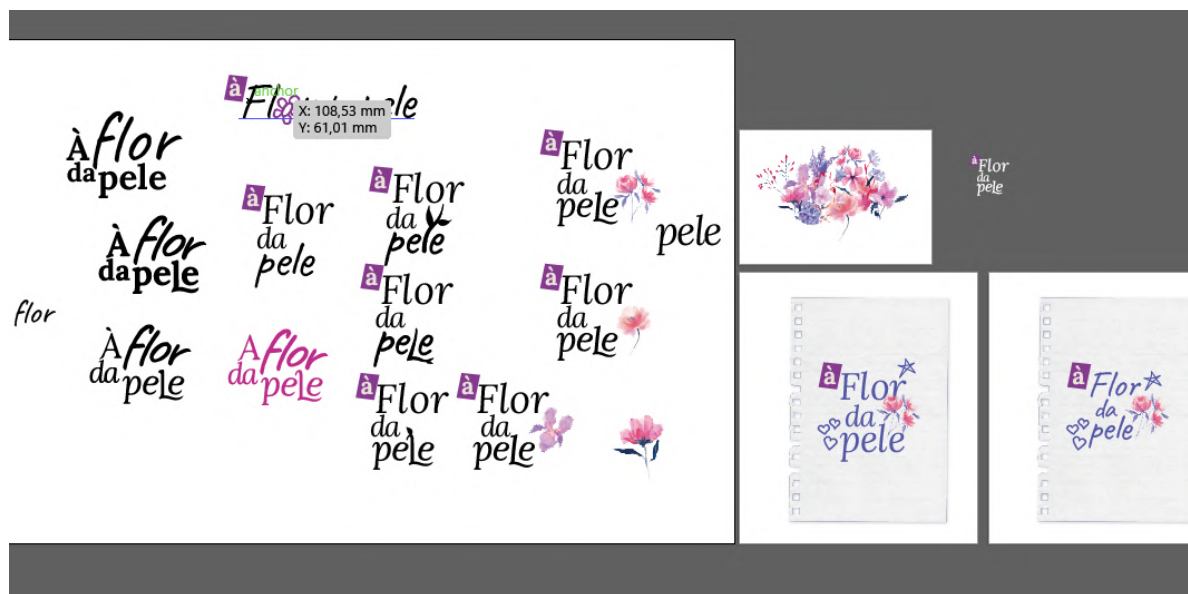 à
anchor
X: 108,53 mm
Y: 61,01 mm
À flor
da pele
À flor
da pele
flor
À flor
da pele
à Flor
da
pele
A flor
da pele
à Flor
da
pele
à Flor
da
pele
à Flor
da
pele
à Flor
da
pele
à Flor
da
pele
pele
à Flor
da
pele
à Flor
da
pele
à Flor
da
pele
à Flor
da
pele